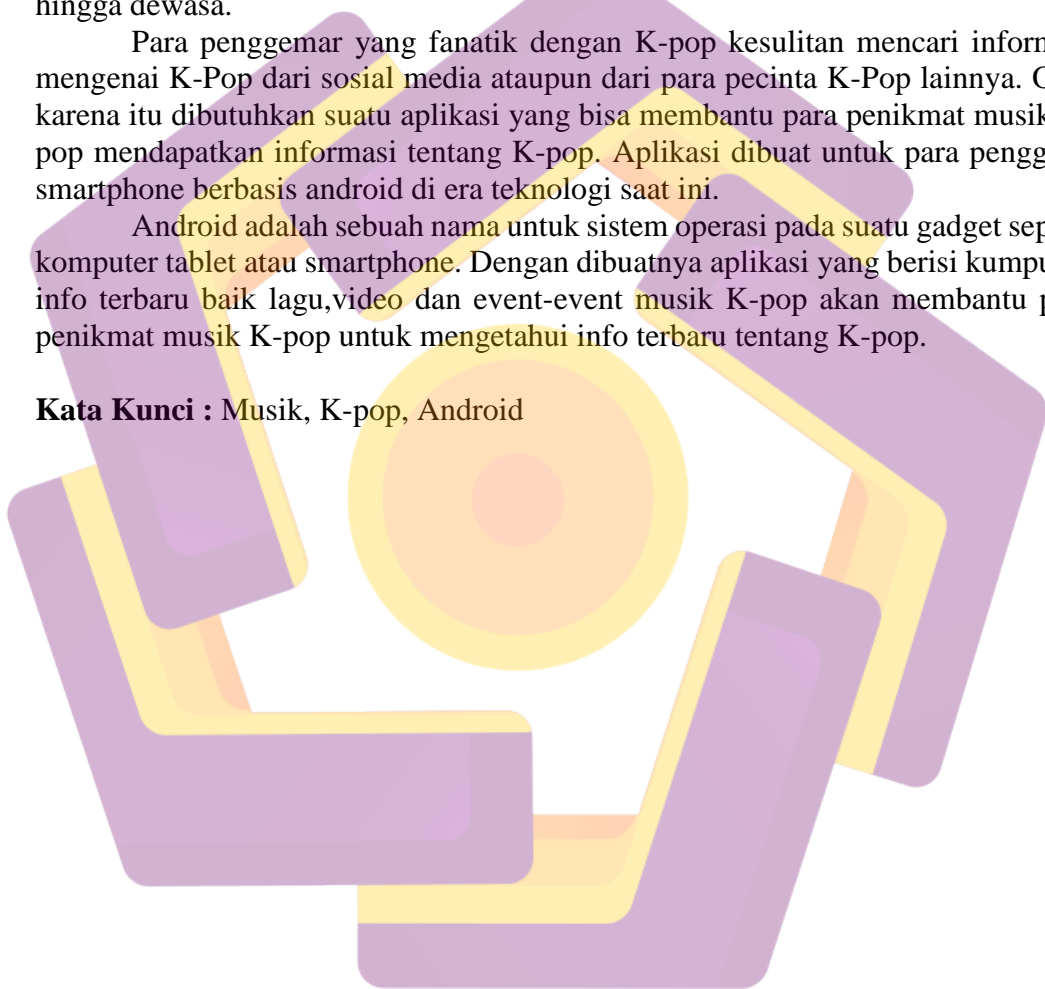 hingga dewasa.
Para penggemar yang fanatik dengan K-pop kesulitan mencari inform
mengenai K-Pop dari sosial media ataupun dari para pecinta K-Pop lainnya. O
karena itu dibutuhkan suatu aplikasi yang bisa membantu para penikmat musik
pop mendapatkan informasi tentang K-pop. Aplikasi dibuat untuk para pengg
smartphone berbasis android di era teknologi saat ini.
Android adalah sebuah nama untuk sistem operasi pada suatu gadget sep
komputer tablet atau smartphone. Dengan dibuatnya aplikasi yang berisi kumpu
info terbaru baik lagu,video dan event-event musik K-pop akan membantu p
penikmat musik K-pop untuk mengetahui info terbaru tentang K-pop.
Kata Kunci : Musik, K-pop, Android